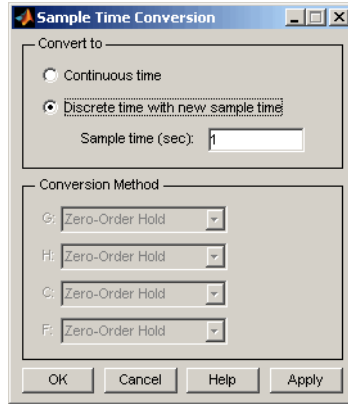 Sample Time Conversion
Convert to
Continuous time
Discrete time with new sample time
Sample time (sec): 1
Conversion Method
G: Zero-Order Hold
H: Zero-Order Hold
C: Zero-Order Hold
F: Zero-Order Hold
OK Cancel Help Apply